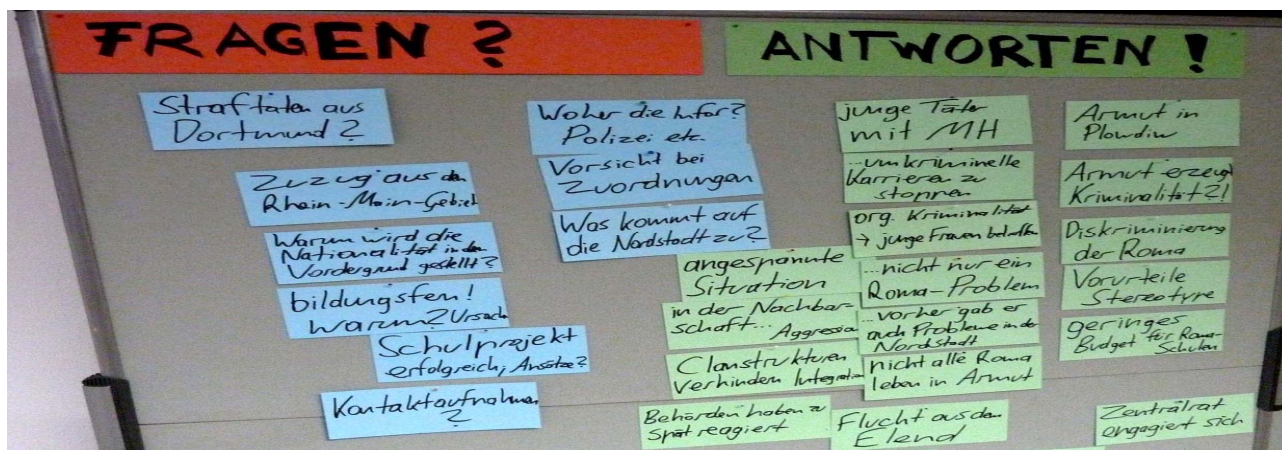 FRAGEN ?
ANTWORTEN !
Straftaten aus
Dortmund ?
Zuzug aus dem
Rhein-Main-Gebiet
Warum wird die
Nationalität in den
Vordergrund gestellt ?
bildungsfern !
Warum ? Ursach
Schulprojekt
erfolgreich, Ansätze ?
Kontaktaufnahmen
?
Woher die Infor ?
Polizei etc.
Vorsicht bei
Zuordnungen
Was kommt auf
die Nordstadt zu ?
angespannte
Situation
in der Nachbar-
schaft...
Clanstrukturen
verhindern Integration
Behörden haben zu
spät reagiert
junge Täter
mit MH
...um kriminelle
Karrieren zu
stoppen
org. Kriminalität
→ junge Frauen betroffen
...nicht nur ein
Roma-Problem
...vorher gab es
auch Probleme in der
Nordstadt
nicht alle Roma
leben in Armut
Flucht aus dem
Elend
Armut in
Plowdiw
Armut erzeugt
Kriminalität ?!
Diskriminierung
der Roma
Vorurteile
Stereotype
geringes
Budget für Roma-
Schulen
Zentralrat
engagiert sich